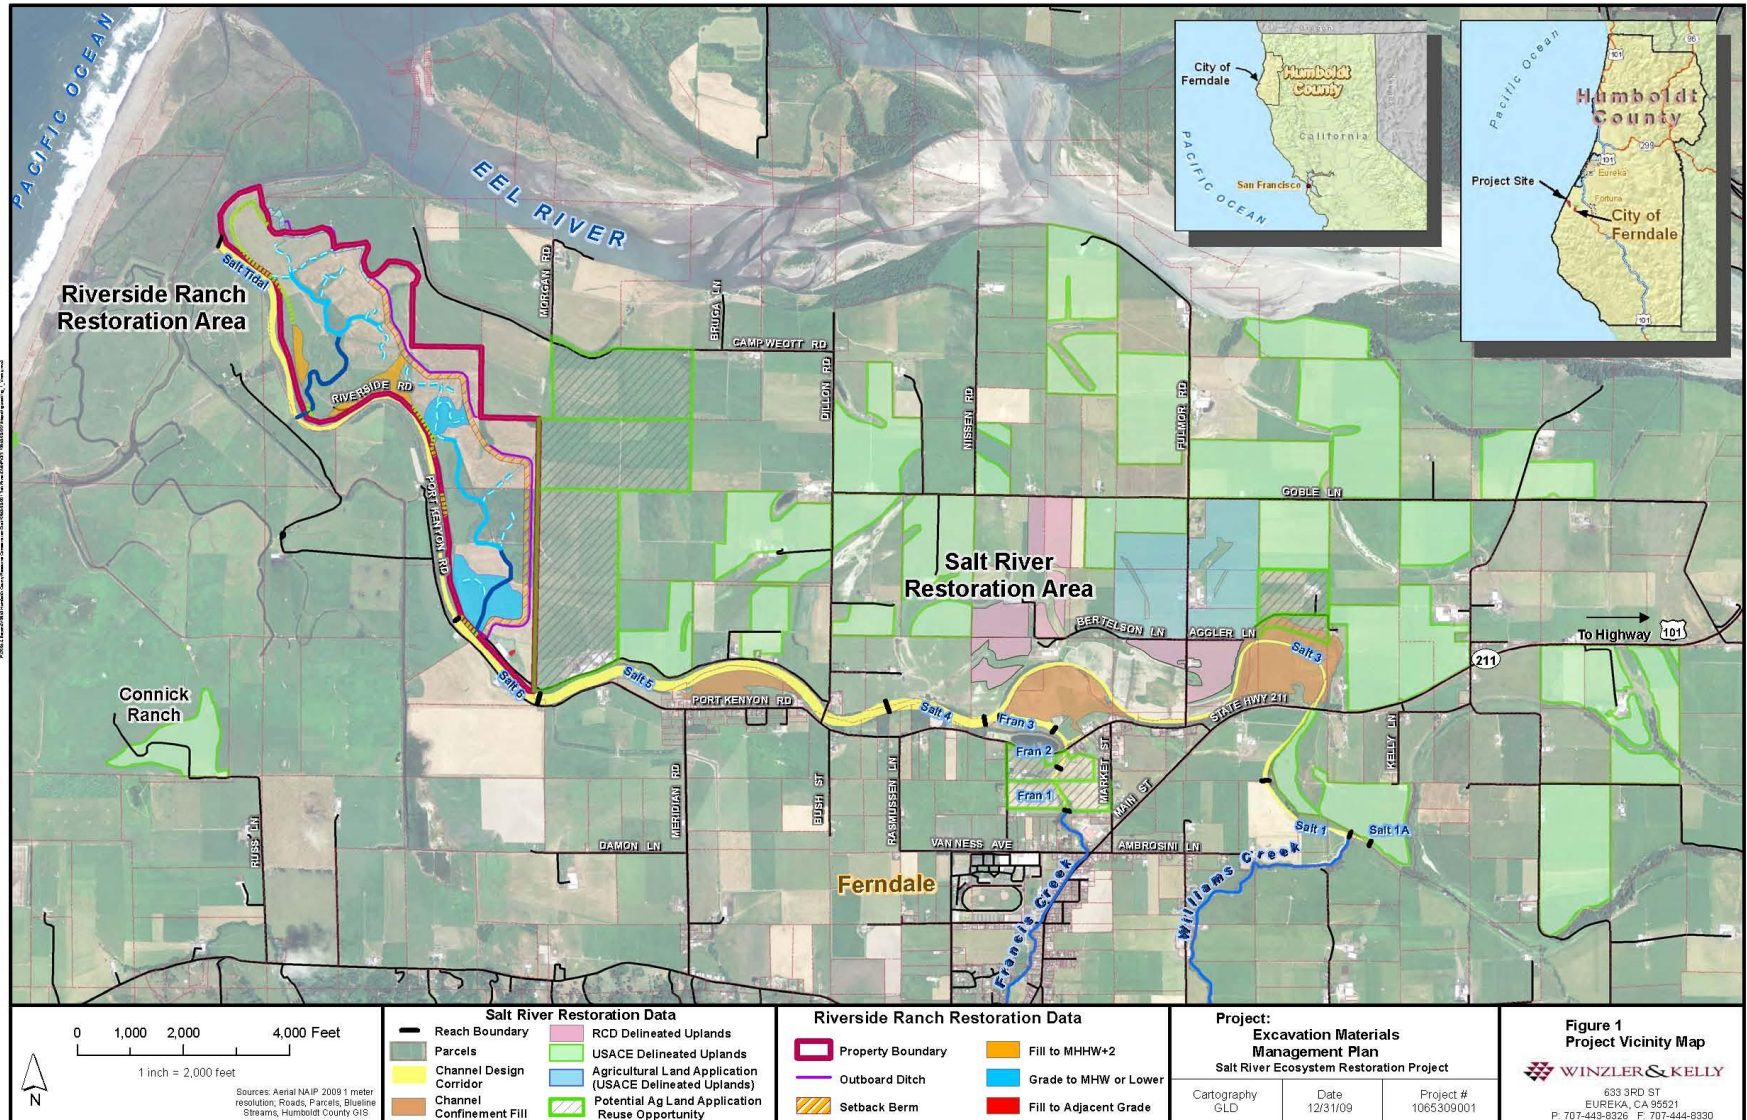 PACIFIC OCEAN
EEL RIVER
Riverside Ranch
Restoration Area
Salt Tidal
RIVERSIDE RD
PORT KENYON RD
MORGAN RD
BRUGA LN
CAMP WEOTT RD
DILLON RD
NISSEN RD
FULMOR RD
GOBLE LN
Salt River
Restoration Area
BERTELSON LN
AGGLER LN
To Highway 101
211
STATE HWY 211
Salt 3
Salt 6
Salt 5
PORT KENYON RD
Salt 4
Fran 3
Fran 2
Fran 1
Connick
Ranch
RUSS LN
MERIDIAN RD
BUSH ST
RASMUSSEN LN
MARKET ST
MAIN ST
KELLY LN
Salt 1
Salt 1A
DAMON LN
VAN NESS AVE
AMBROSINI LN
Ferndale
Francis Creek
Williams Creek
Oregon
City of
Ferndale
Humboldt
County
California
PACIFIC OCEAN
San Francisco
Pacific Ocean
101
96
Humboldt
County
299
101
Eureka
Project Site
Fortuna
City of
Ferndale
101
0 1,000 2,000 4,000 Feet
1 inch = 2,000 feet
N
Sources: Aerial NAIP 2009 1 meter
resolution; Roads, Parcels, Blueline
Streams, Humboldt County GIS
Salt River Restoration Data
Reach Boundary
Parcels
Channel Design
Corridor
Channel
Confinement Fill
RCD Delineated Uplands
USACE Delineated Uplands
Agricultural Land Application
(USACE Delineated Uplands)
Potential Ag Land Application
Reuse Opportunity
Riverside Ranch Restoration Data
Property Boundary
Outboard Ditch
Setback Berm
Fill to MHHW+2
Grade to MHW or Lower
Fill to Adjacent Grade
Project:
Excavation Materials
Management Plan
Salt River Ecosystem Restoration Project
Cartography
GLD
Date
12/31/09
Project #
1065309001
Figure 1
Project Vicinity Map
WINZLER & KELLY
633 3RD ST
EUREKA, CA 95521
P: 707-443-8326 F: 707-444-8330